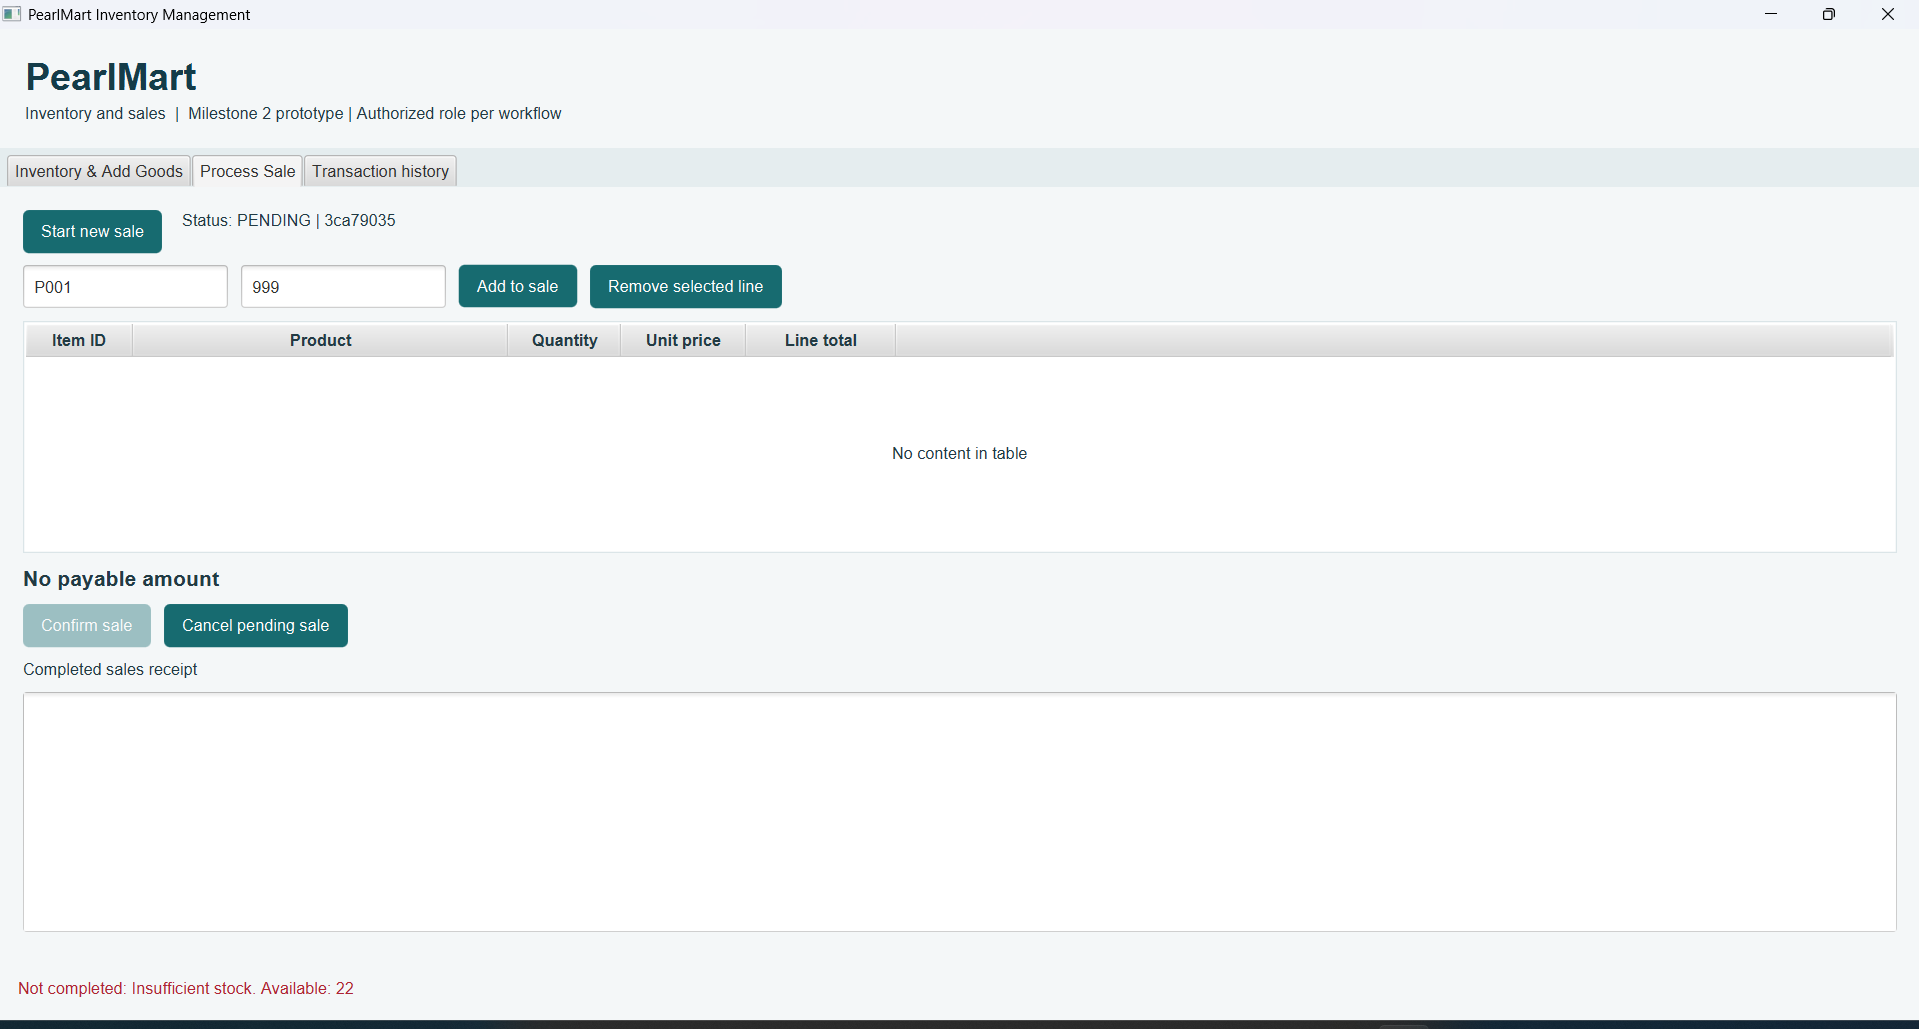 PearlMart Inventory Management
PearlMart
Inventory and sales | Milestone 2 prototype | Authorized role per workflow
Inventory & Add Goods Process Sale Transaction history
Start new sale Status: PENDING | 3ca79035
P001 999 Add to sale Remove selected line
Item ID Product Quantity Unit price Line total
No content in table
No payable amount
Confirm sale Cancel pending sale
Completed sales receipt
Not completed: Insufficient stock. Available: 22